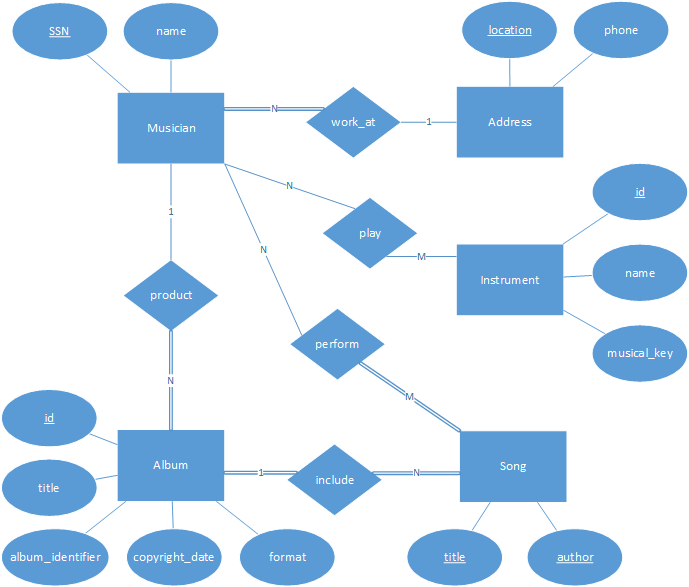 SSN
name
location
phone
N
Musician
work_at
1
Address
N
id
1
play
N
M
name
Instrument
product
perform
musical_key
N
M
id
Album
Song
title
1
include
N
album_identifier
copyright_date
format
title
author